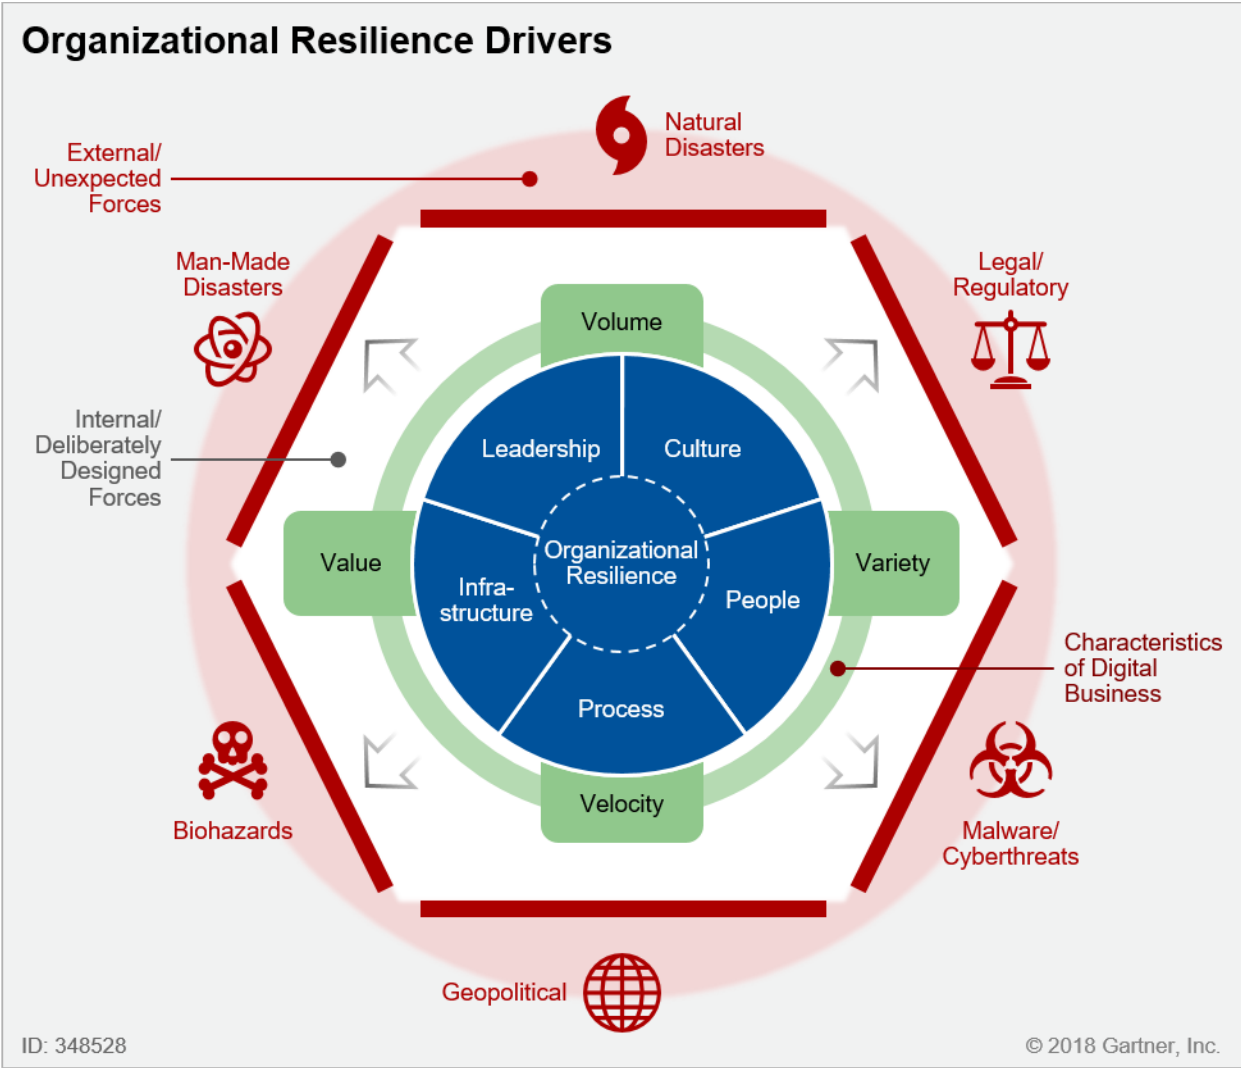 Organizational Resilience Drivers
Natural
Disasters
External/
Unexpected
Forces
Man-Made
Disasters
Legal/
Regulatory
Volume
Internal/
Deliberately
Designed
Forces
Leadership
Culture
Value
Organizational
Resilience
Variety
Infra-
structure
People
Characteristics
of Digital
Business
Process
Velocity
Biohazards
Malware/
Cyberthreats
Geopolitical
ID: 348528
© 2018 Gartner, Inc.